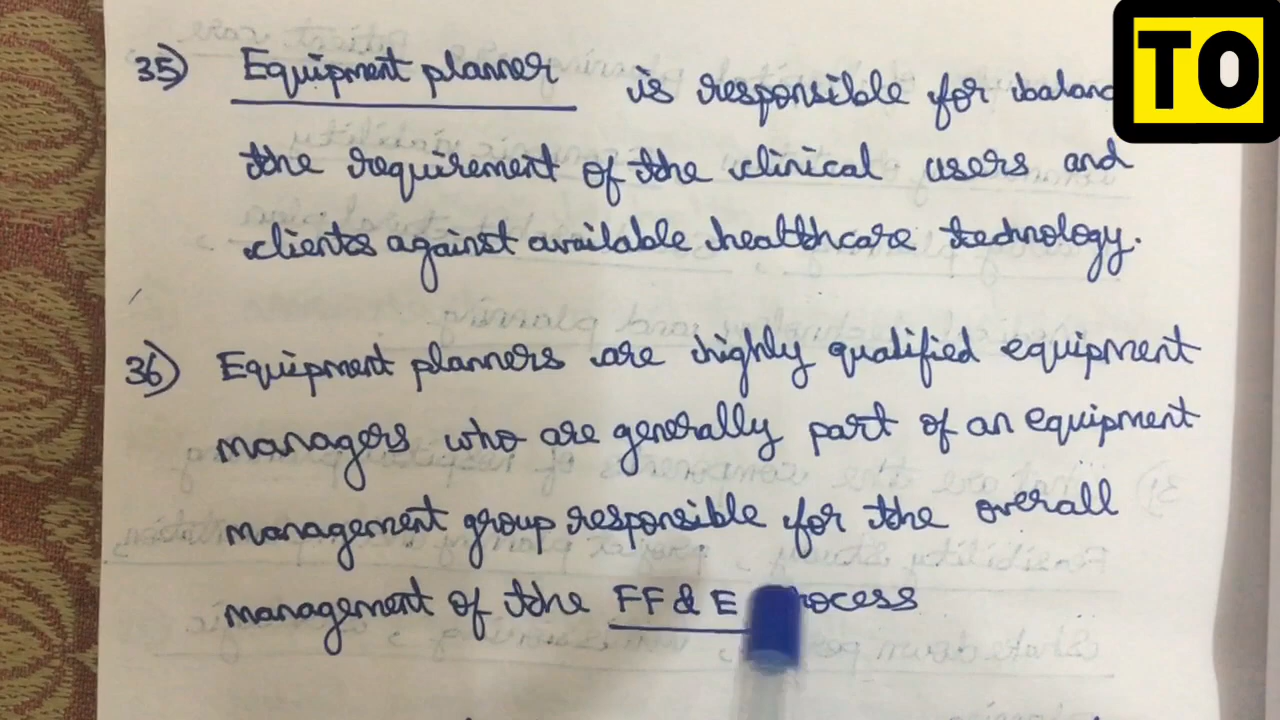 TO
35) Equipment planner is responsible for balanc
the requirement of the clinical users and
clients against available healthcare technology.
36) Equipment planners are highly qualified equipment
managers who are generally part of an equipment
management group responsible for the overall
management of the FF & E rocess